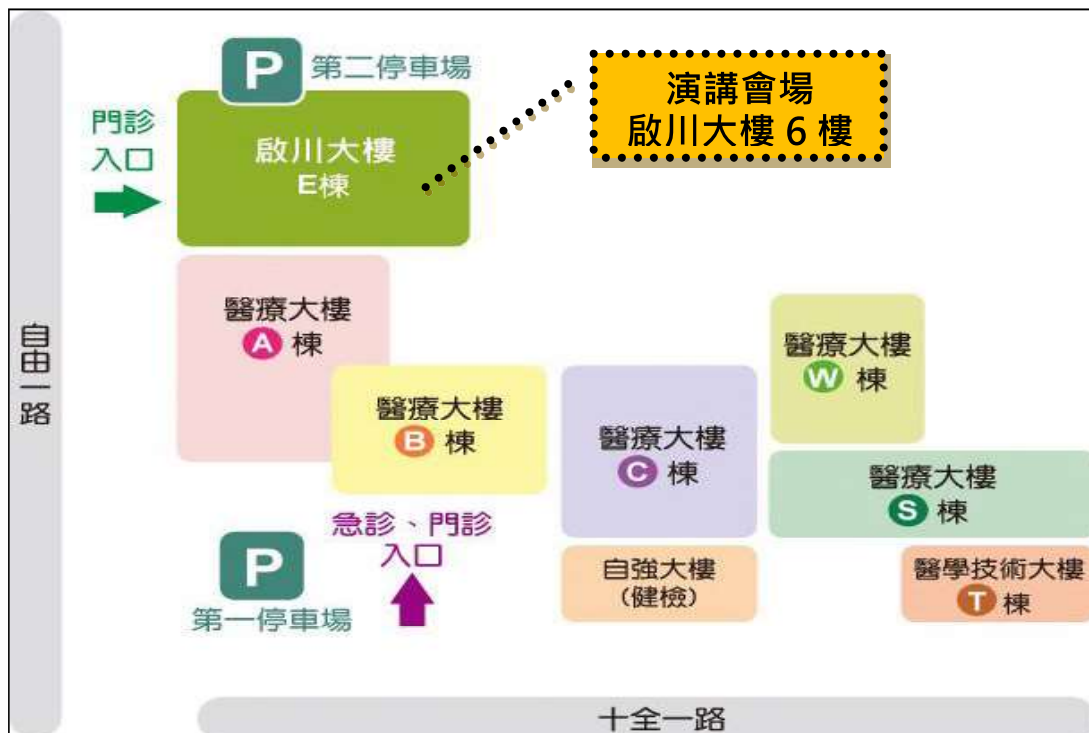 P 第二停車場
演講會場
啟川大樓 6 樓
門診
入口
啟川大樓
E棟
醫療大樓
A 棟
自由一路
醫療大樓
B 棟
醫療大樓
C 棟
醫療大樓
W 棟
醫療大樓
S 棟
急診、門診
入口
P
第一停車場
自強大樓
(健檢)
醫學技術大樓
T 棟
十全一路